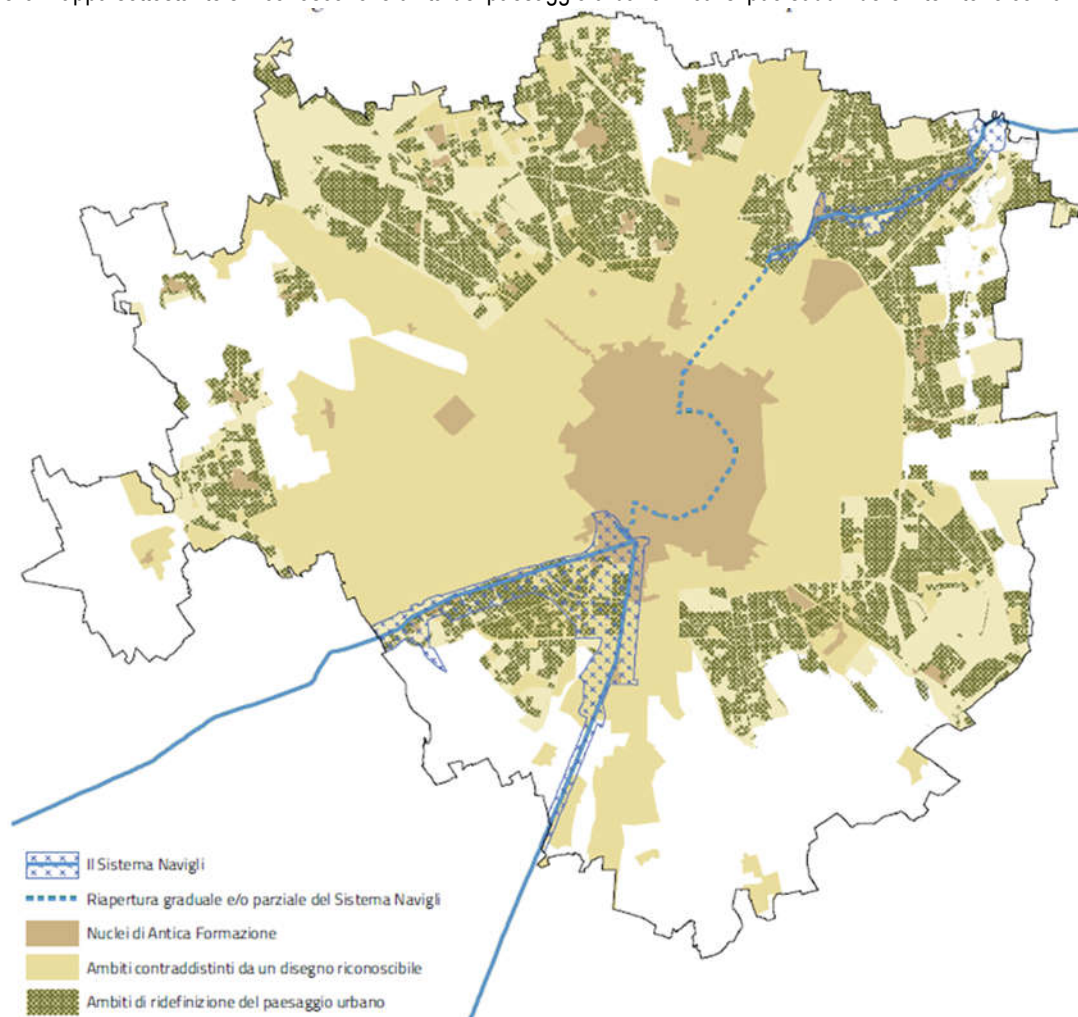 Il Sistema Navigli
Riapertura graduale e/o parziale del Sistema Navigli
Nuclei di Antica Formazione
Ambiti contraddistinti da un disegno riconoscibile
Ambiti di ridefinizione del paesaggio urbano